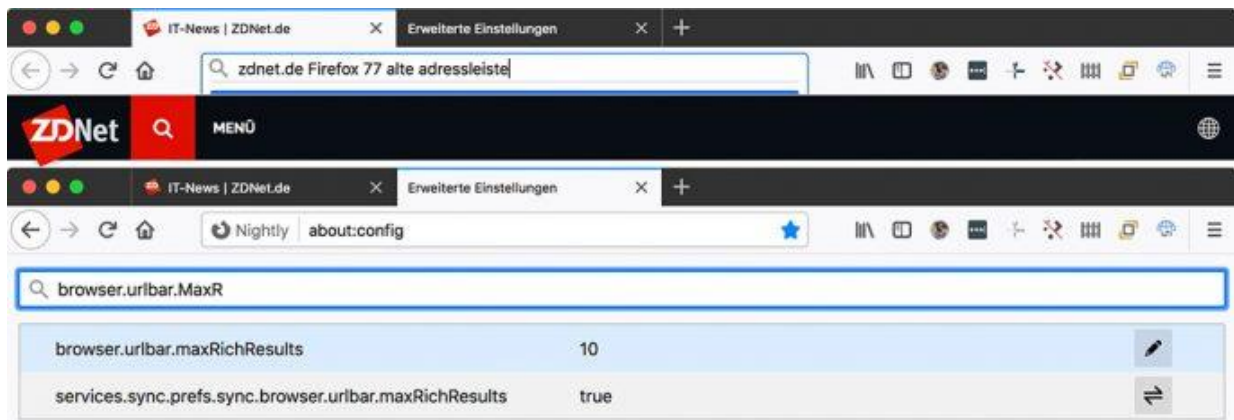 IT-News | ZDNet.de Erweiterte Einstellungen
zdnet.de Firefox 77 alte adressleiste
ZDNet MENÜ
IT-News | ZDNet.de Erweiterte Einstellungen
Nightly about:config
browser.urlbar.MaxR
browser.urlbar.maxRichResults 10
services.sync.prefs.sync.browser.urlbar.maxRichResults true